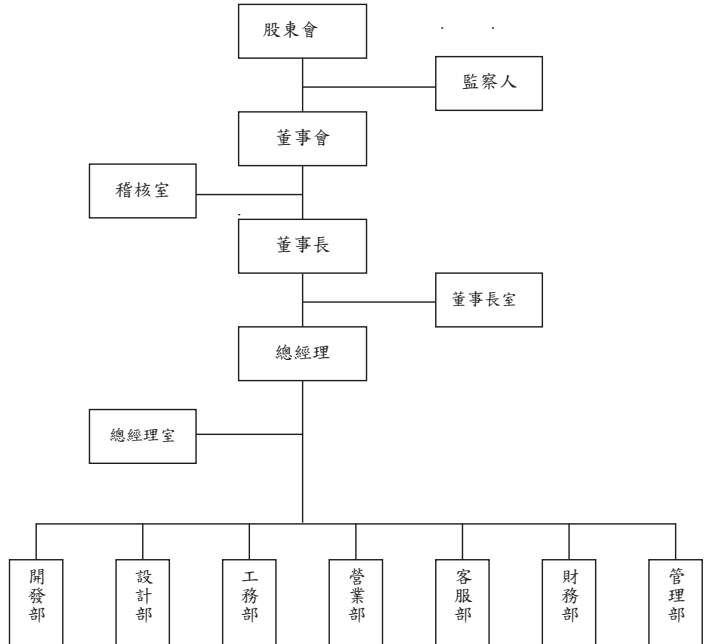 股東會
監察人
董事會
稽核室
董事長
董事長室
總經理
總經理室
開發部
設計部
工務部
營業部
客服部
財務部
管理部